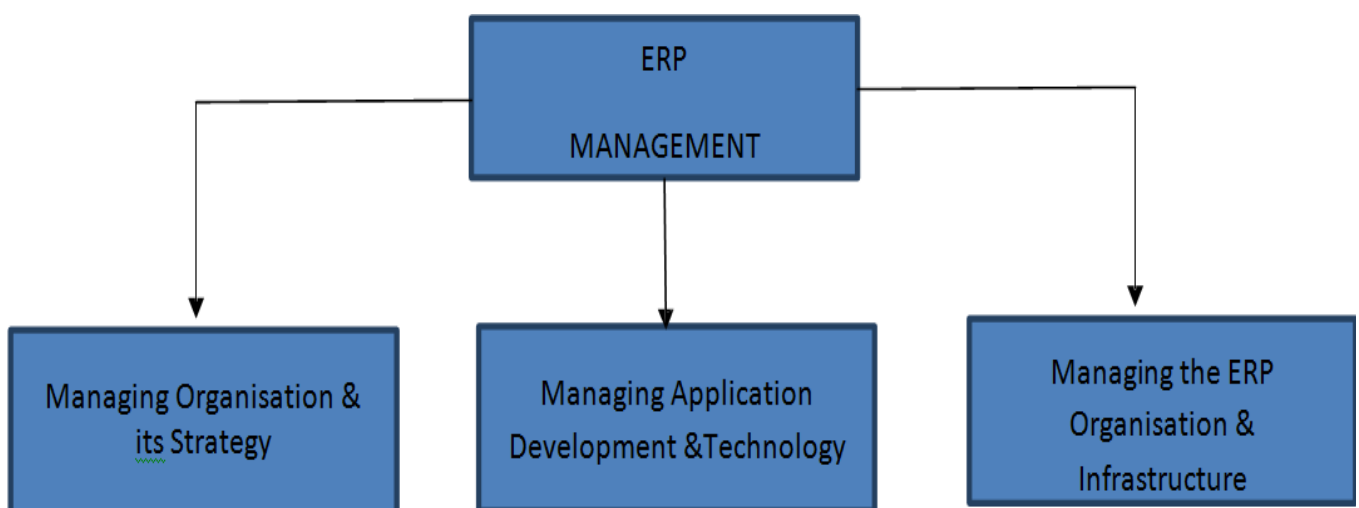 ERP
MANAGEMENT
Managing Organisation &
its Strategy
Managing Application
Development &Technology
Managing the ERP
Organisation &
Infrastructure